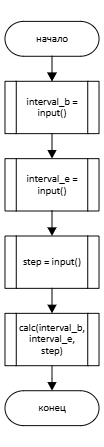 начало
interval_b =
input()
interval_e =
input()
step = input()
calc(interval_b,
interval_e,
step)
конец